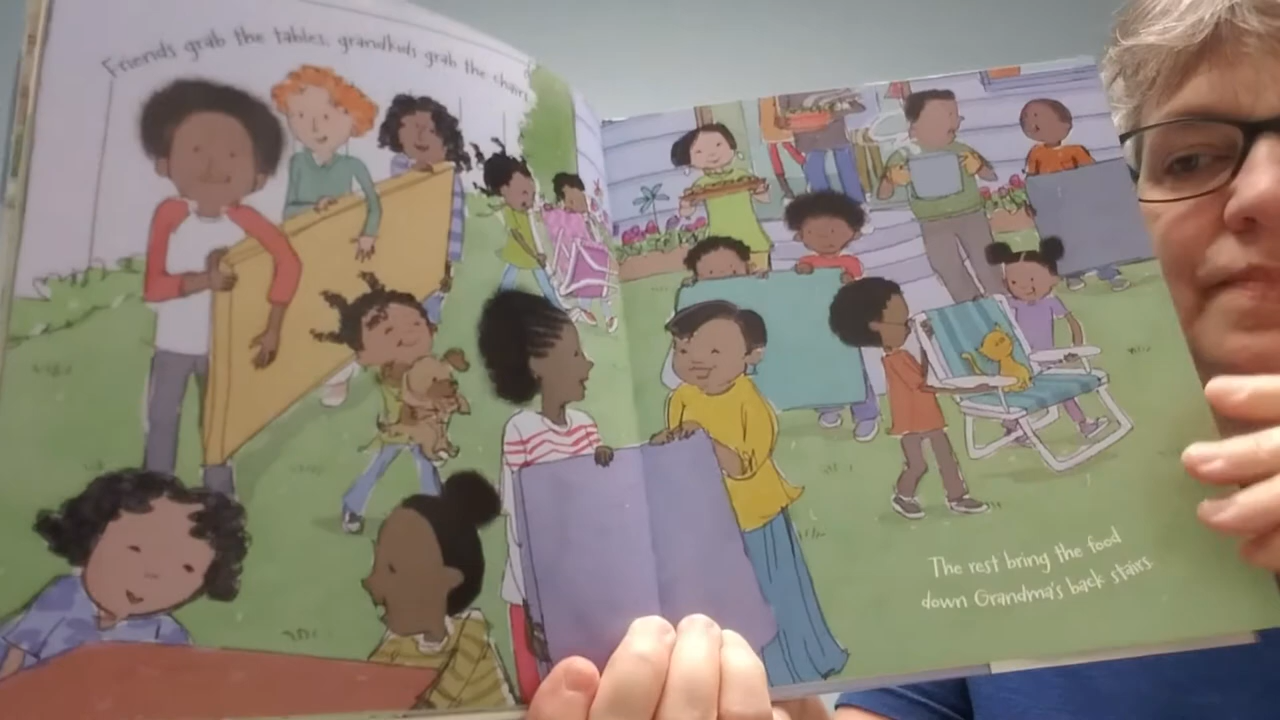 Friends grab the tables, grandkids grab the chairs.
The rest bring the food
down Grandma's back stairs.